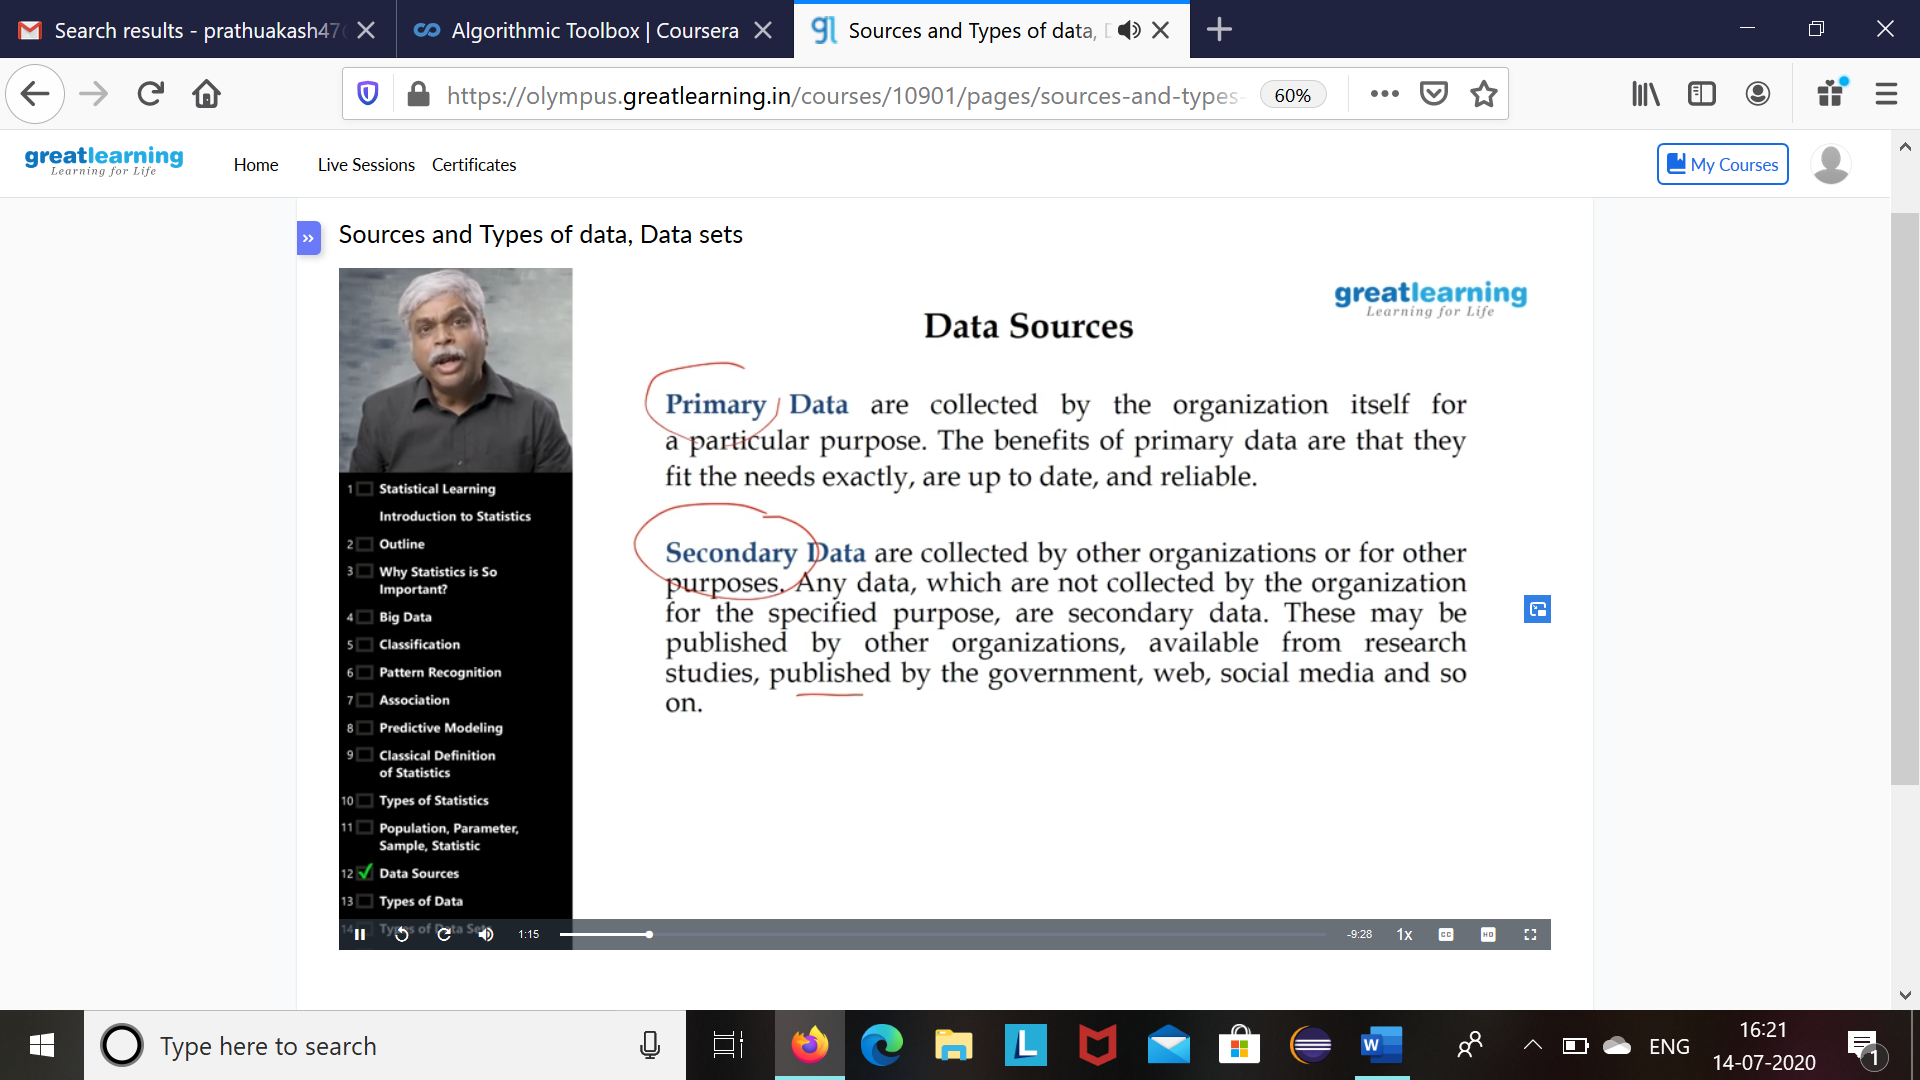 Search results - prathuakash47
Algorithmic Toolbox | Coursera
Sources and Types of data,
https://olympus.greatlearning.in/courses/10901/pages/sources-and-types-
60%
greatlearning
Learning for Life
Home
Live Sessions
Certificates
My Courses
Sources and Types of data, Data sets
greatlearning
Learning for Life
Data Sources
Primary Data are collected by the organization itself for
a particular purpose. The benefits of primary data are that they
fit the needs exactly, are up to date, and reliable.
Secondary Data are collected by other organizations or for other
purposes. Any data, which are not collected by the organization
for the specified purpose, are secondary data. These may be
published by other organizations, available from research
studies, published by the government, web, social media and so
on.
1 Statistical Learning
Introduction to Statistics
2 Outline
3 Why Statistics is So
Important?
4 Big Data
5 Classification
6 Pattern Recognition
7 Association
8 Predictive Modeling
9 Classical Definition
of Statistics
10 Types of Statistics
11 Population, Parameter,
Sample, Statistic
12 Data Sources
13 Types of Data
14 Types of Data Sets
1:15
-9:28
1x
CC
HD
Type here to search
L
W
ENG
16:21
14-07-2020
1